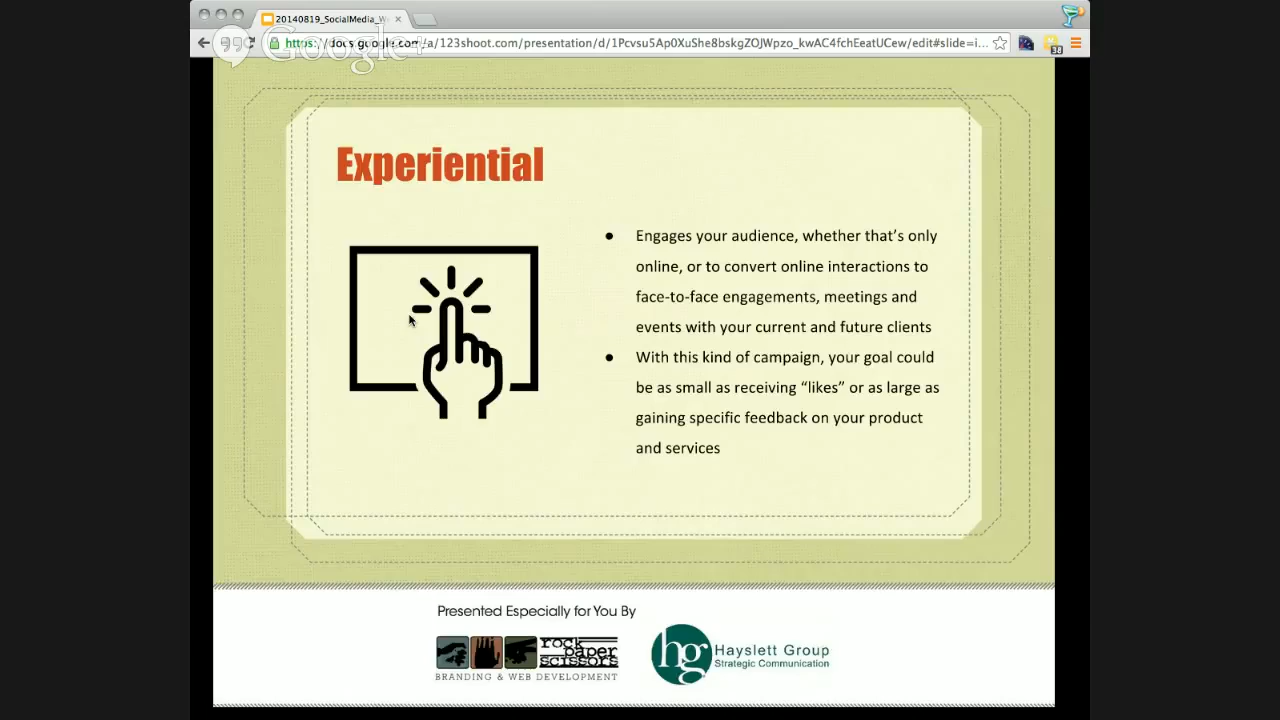 20140819_SocialMedia_W
Google+
https://docs.google.com/a/123shoot.com/presentation/d/1Pcvsu5Ap0XuShe8bskgZOJWpzo_kwAC4fchEeatUCew/edit#slide=i...
38
Experiential
● Engages your audience, whether that's only
online, or to convert online interactions to
face-to-face engagements, meetings and
events with your current and future clients
● With this kind of campaign, your goal could
be as small as receiving “likes” or as large as
gaining specific feedback on your product
and services
Presented Especially for You By
rock
paper
scissors
BRANDING & WEB DEVELOPMENT
hg
Hayslett Group
Strategic Communication